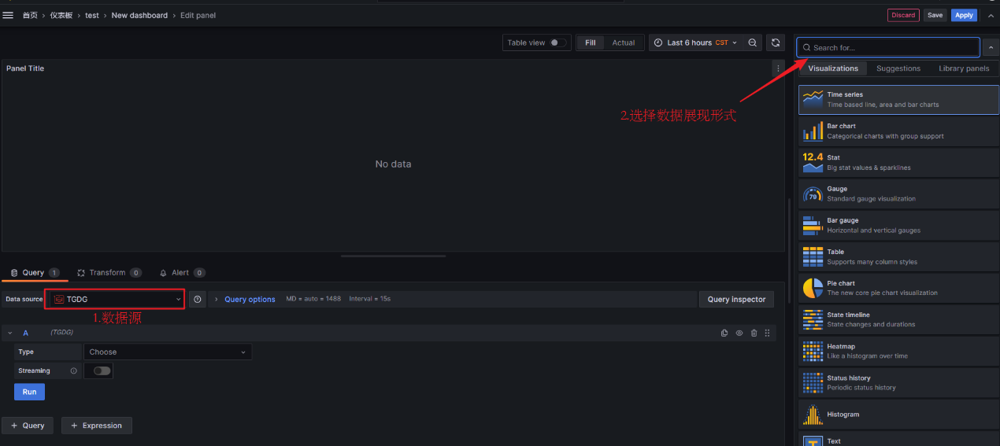 首页 › 仪表板 › test › New dashboard › Edit panel
Discard Save Apply
Table view Fill Actual Last 6 hours CST
Search for...
Panel Title
Visualizations Suggestions Library panels
Time series
Time based line, area and bar charts
2.选择数据展现形式
Bar chart
Categorical charts with group support
12.4 Stat
Big stat values & sparklines
No data
Gauge
79 Standard gauge visualization
Bar gauge
Horizontal and vertical gauges
Table
Supports many column styles
Query 1 Transform 0 Alert 0
Pie chart
The new core pie chart visualization
Data source TGDG Query options MD = auto = 1488 Interval = 15s Query inspector
1.数据源
State timeline
State changes and durations
A (TGDG)
Type Choose
Heatmap
Like a histogram over time
Streaming
Status history
Periodic status history
Run
Histogram
+ Query + Expression
Text